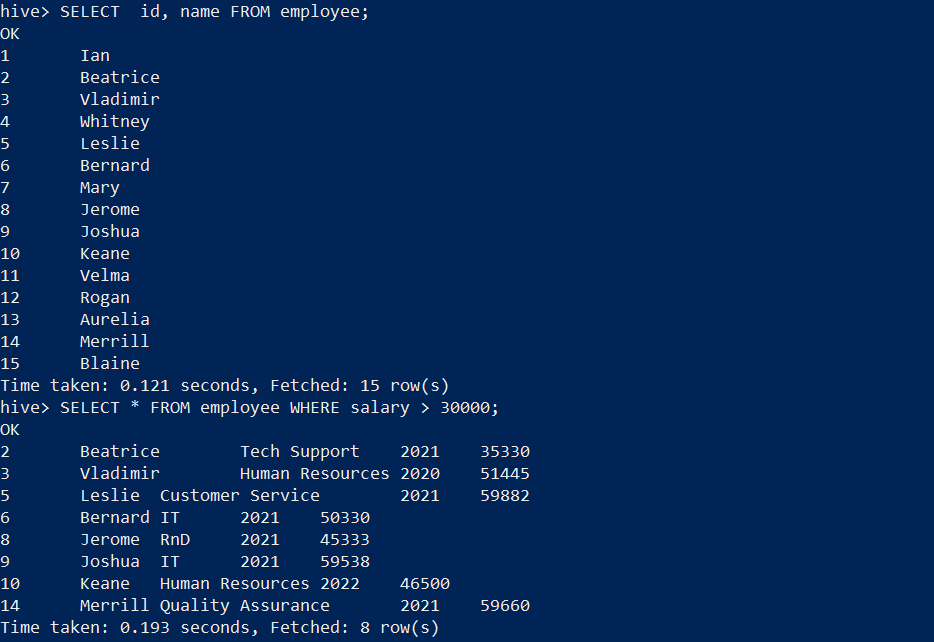 hive> SELECT  id, name FROM employee;
OK
1       Ian
2       Beatrice
3       Vladimir
4       Whitney
5       Leslie
6       Bernard
7       Mary
8       Jerome
9       Joshua
10      Keane
11      Velma
12      Rogan
13      Aurelia
14      Merrill
15      Blaine
Time taken: 0.121 seconds, Fetched: 15 row(s)
hive> SELECT * FROM employee WHERE salary > 30000;
OK
2       Beatrice        Tech Support    2021    35330
3       Vladimir        Human Resources 2020    51445
5       Leslie  Customer Service        2021    59882
6       Bernard IT      2021    50330
8       Jerome  RnD     2021    45333
9       Joshua  IT      2021    59538
10      Keane   Human Resources 2022    46500
14      Merrill Quality Assurance       2021    59660
Time taken: 0.193 seconds, Fetched: 8 row(s)